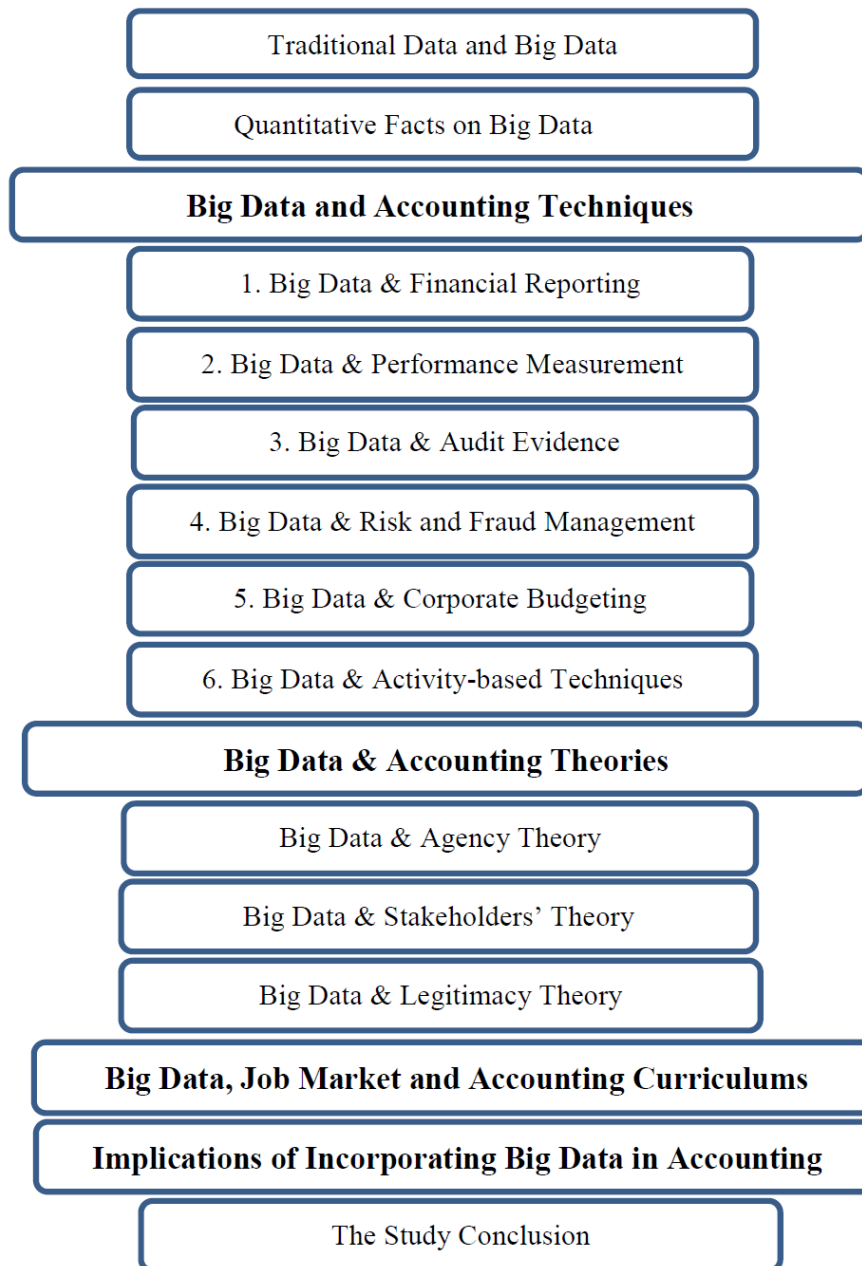 Traditional Data and Big Data
Quantitative Facts on Big Data
Big Data and Accounting Techniques
1. Big Data & Financial Reporting
2. Big Data & Performance Measurement
3. Big Data & Audit Evidence
4. Big Data & Risk and Fraud Management
5. Big Data & Corporate Budgeting
6. Big Data & Activity-based Techniques
Big Data & Accounting Theories
Big Data & Agency Theory
Big Data & Stakeholders’ Theory
Big Data & Legitimacy Theory
Big Data, Job Market and Accounting Curriculums
Implications of Incorporating Big Data in Accounting
The Study Conclusion